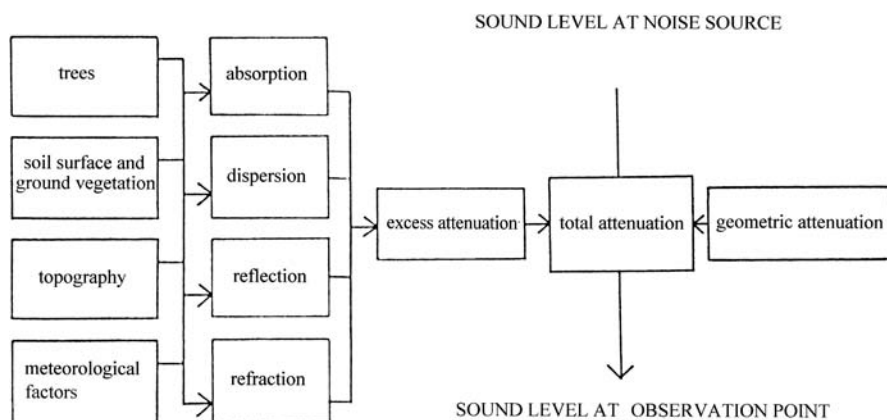 SOUND LEVEL AT NOISE SOURCE
trees
absorption
soil surface and
ground vegetation
dispersion
excess attenuation
total attenuation
geometric attenuation
topography
reflection
meteorological
factors
refraction
SOUND LEVEL AT OBSERVATION POINT